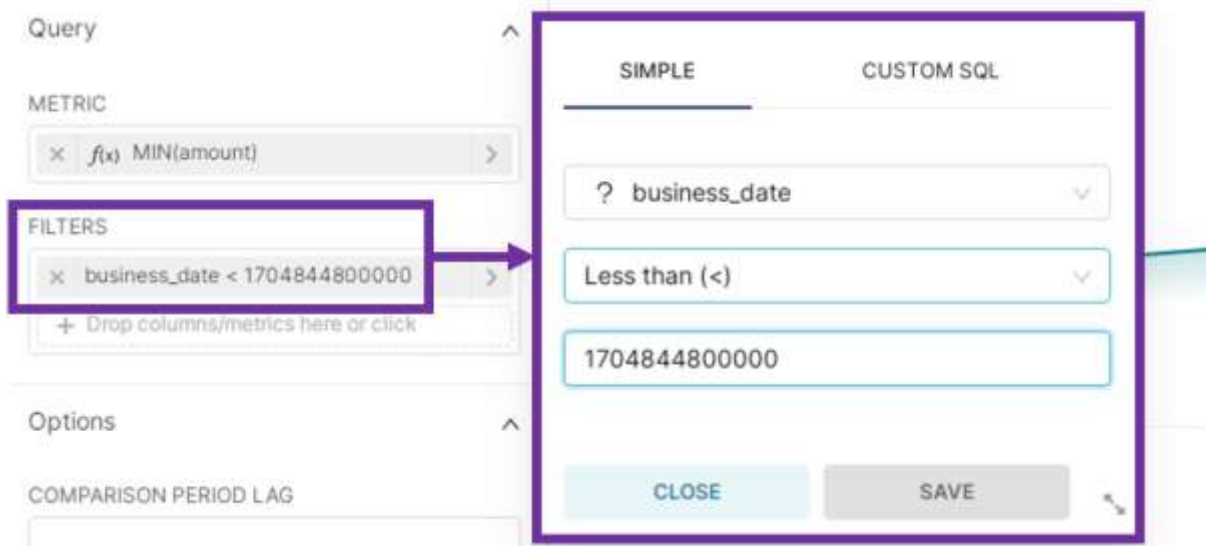 Query
METRIC
× f(x) MIN(amount) >
FILTERS
× business_date < 1704844800000 >
+ Drop columns/metrics here or click
Options
COMPARISON PERIOD LAG
SIMPLE CUSTOM SQL
? business_date
Less than (<)
1704844800000
CLOSE SAVE